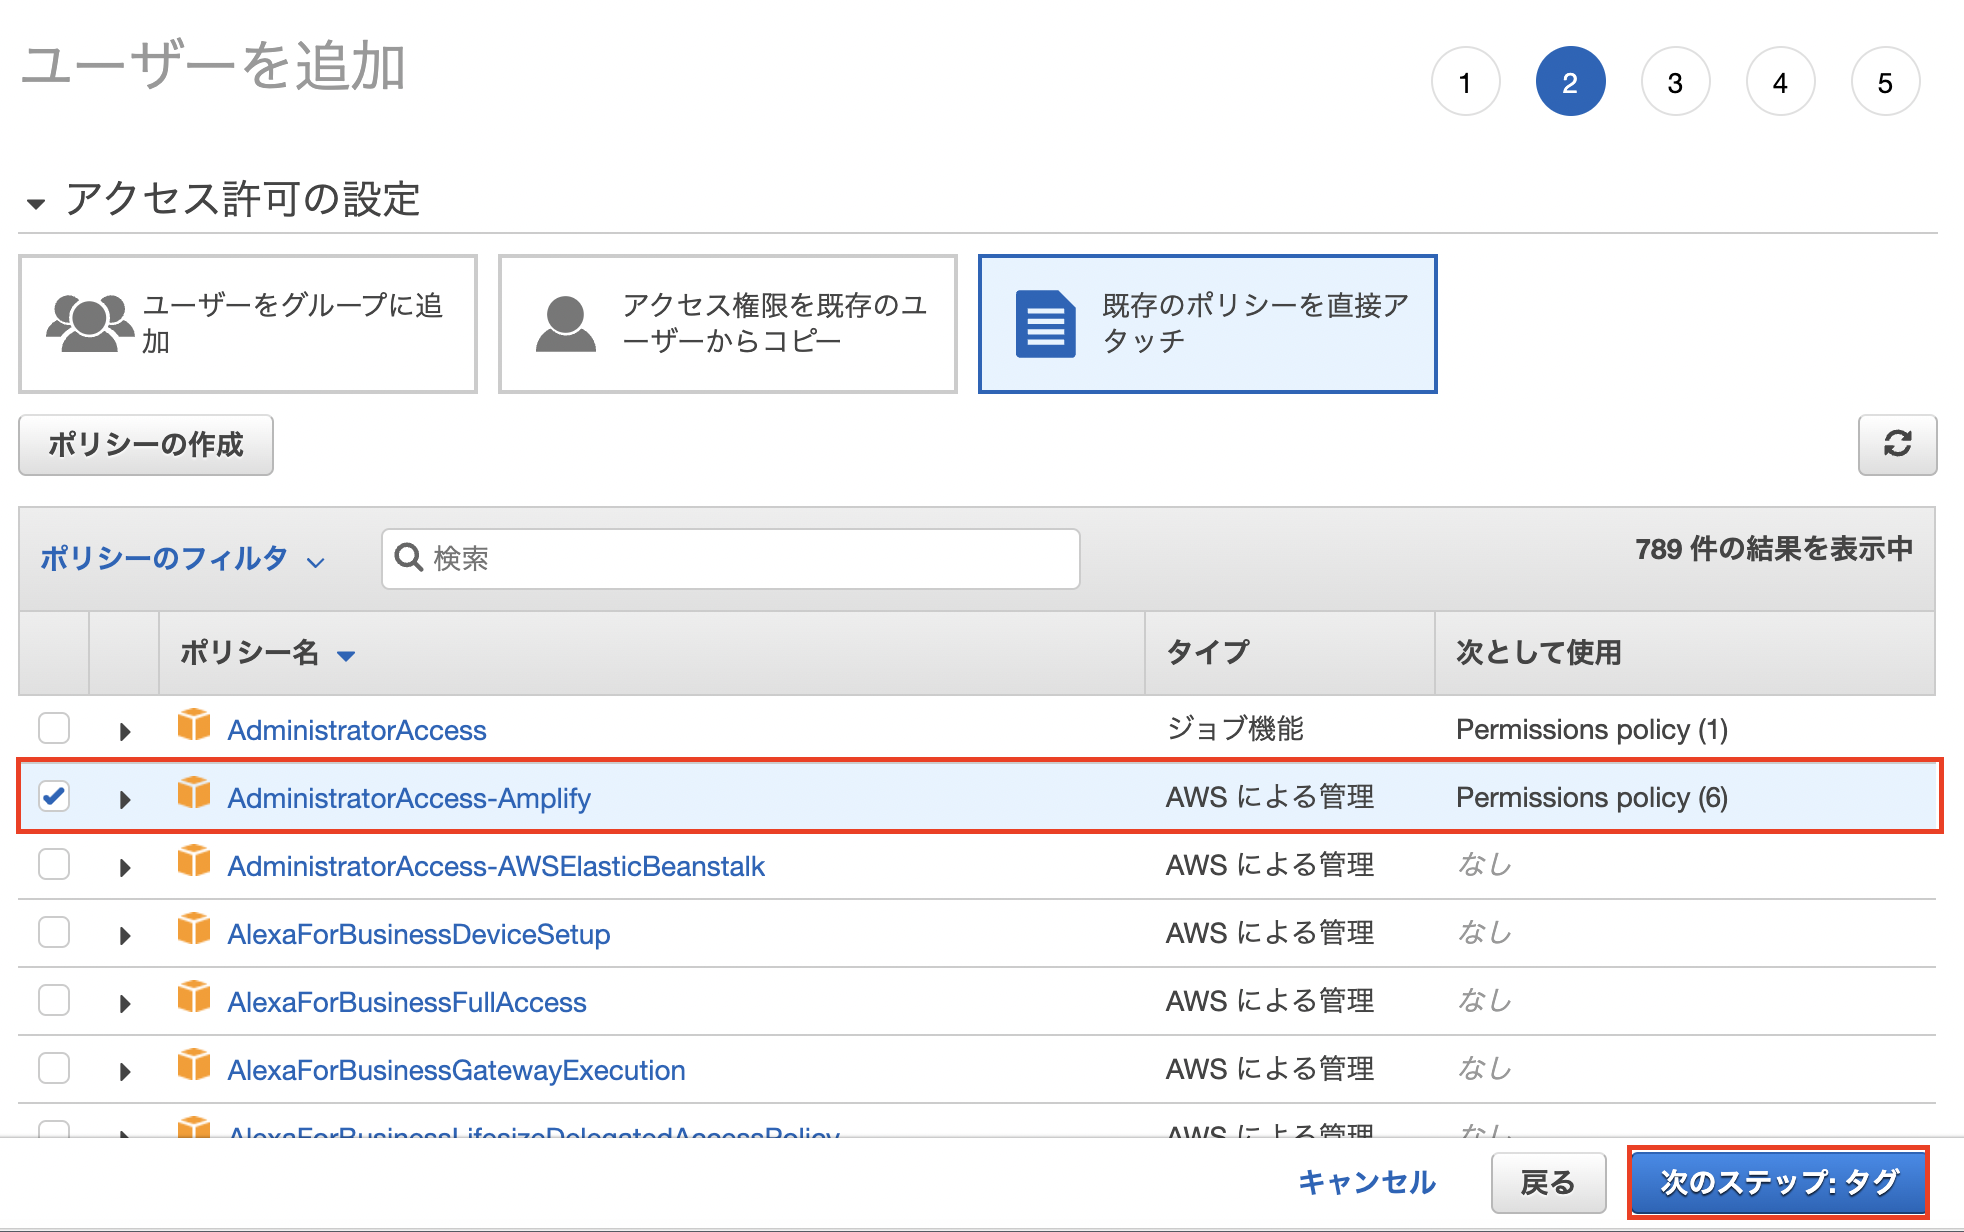 ユーザーを追加
1 2 3 4 5
アクセス許可の設定
ユーザーをグループに追
加
アクセス権限を既存のユ
ーザーからコピー
既存のポリシーを直接ア
タッチ
ポリシーの作成
ポリシーのフィルタ 検索 789 件の結果を表示中
ポリシー名 タイプ 次として使用
AdministratorAccess ジョブ機能 Permissions policy (1)
AdministratorAccess-Amplify AWS による管理 Permissions policy (6)
AdministratorAccess-AWSElasticBeanstalk AWS による管理 なし
AlexaForBusinessDeviceSetup AWS による管理 なし
AlexaForBusinessFullAccess AWS による管理 なし
AlexaForBusinessGatewayExecution AWS による管理 なし
AlexaForBusinessLifesizeDelegatedAccessPolicy AWS による管理 なし
キャンセル 戻る 次のステップ: タグ